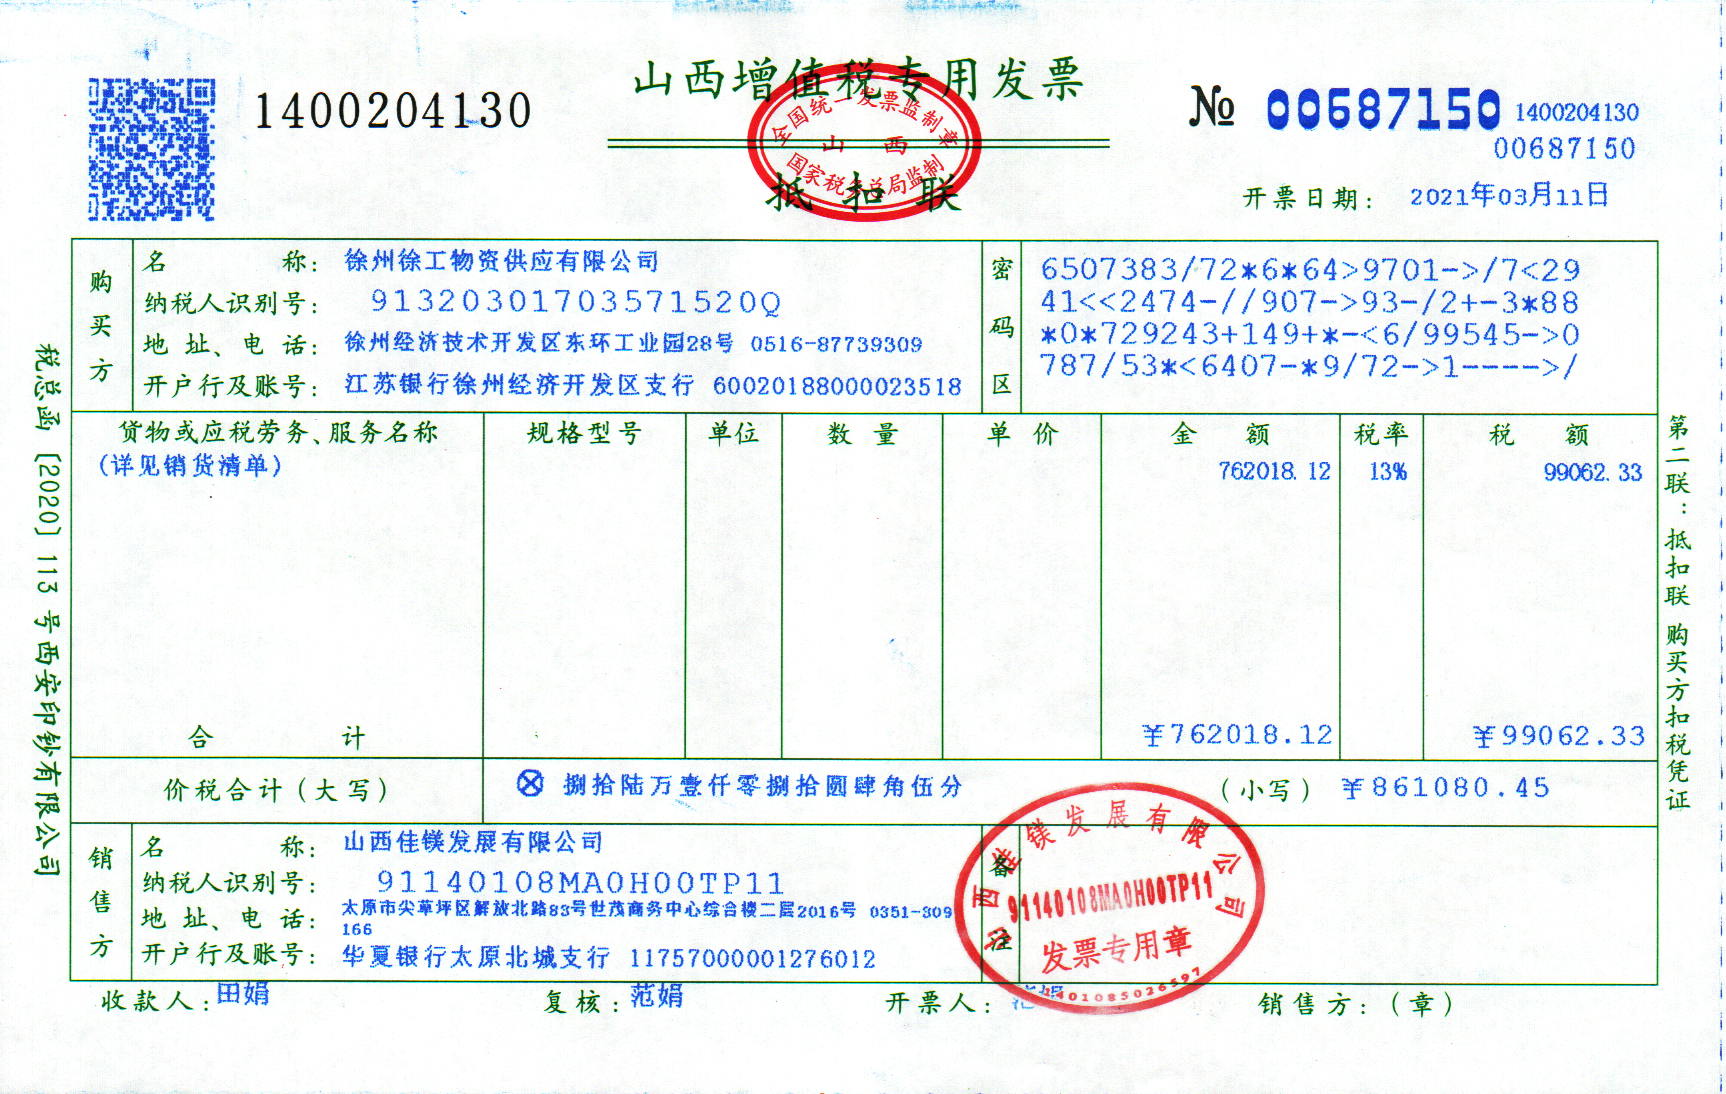 山西增值税专用发票
全国统一发票监制章
山西
国家税务总局监制
抵扣联
1400204130
№ 00687150 1400204130
00687150
开票日期: 2021年03月11日
购买方
名称: 徐州徐工物资供应有限公司
纳税人识别号: 91320301703571520Q
地址、电话: 徐州经济技术开发区东环工业园28号 0516-87739309
开户行及账号: 江苏银行徐州经济开发区支行 60020188000023518
密码区
6507383/72*6*64>9701->/7<29
41<<2474-//907->93-/2+-3*88
*0*729243+149+*-<6/99545->0
787/53*<6407-*9/72->1---->/
货物或应税劳务、服务名称 规格型号 单位 数量 单价 金额 税率 税额
(详见销货清单) 762018.12 13% 99062.33
合计 ¥762018.12 ¥99062.33
价税合计(大写) ⊗捌拾陆万壹仟零捌拾圆肆角伍分 (小写) ¥861080.45
销售方
名称: 山西佳镁发展有限公司
纳税人识别号: 91140108MA0H00TP11
地址、电话: 太原市尖草坪区解放北路83号世茂商务中心综合楼二层2016号 0351-309
166
开户行及账号: 华夏银行太原北城支行 11757000001276012
备注
山西佳镁发展有限公司
91140108MA0H00TP11
发票专用章
1401085026597
收款人: 田娟 复核: 范娟 开票人: 范娟 销售方:(章)
税总函〔2020〕113号西安印钞有限公司
第二联:抵扣联 购买方扣税凭证